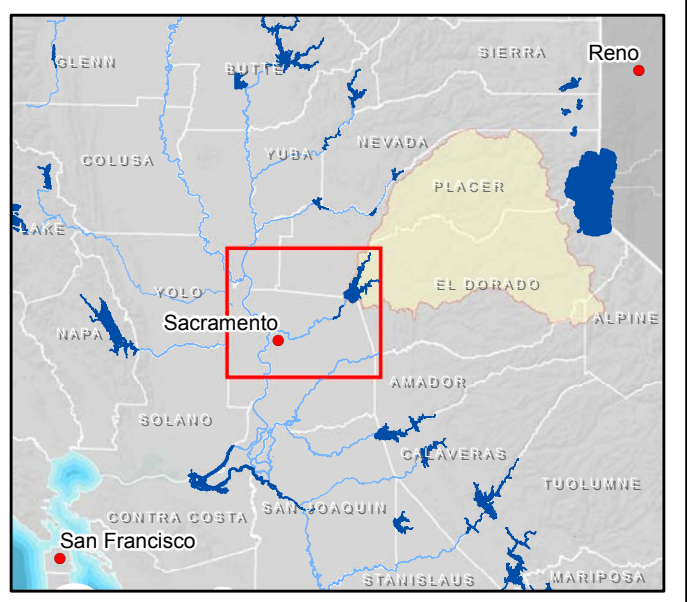 GLENN
BUTTE
SIERRA
Reno
COLUSA
YUBA
NEVADA
PLACER
LAKE
YOLO
EL DORADO
Sacramento
NAPA
ALPINE
AMADOR
SOLANO
CALAVERAS
TUOLUMNE
CONTRA COSTA
SAN JOAQUIN
San Francisco
STANISLAUS
MARIPOSA